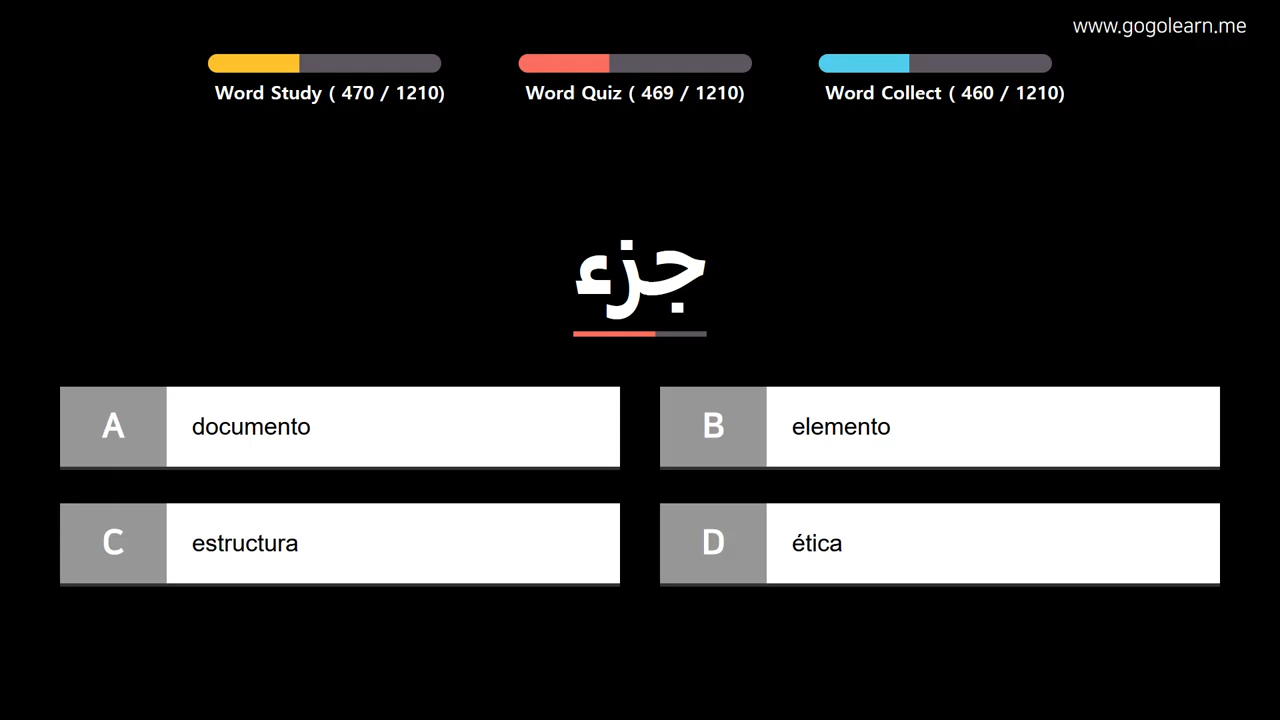 www.gogolearn.me
Word Study ( 470 / 1210)
Word Quiz ( 469 / 1210)
Word Collect ( 460 / 1210)
جزء
A documento
B elemento
C estructura
D ética